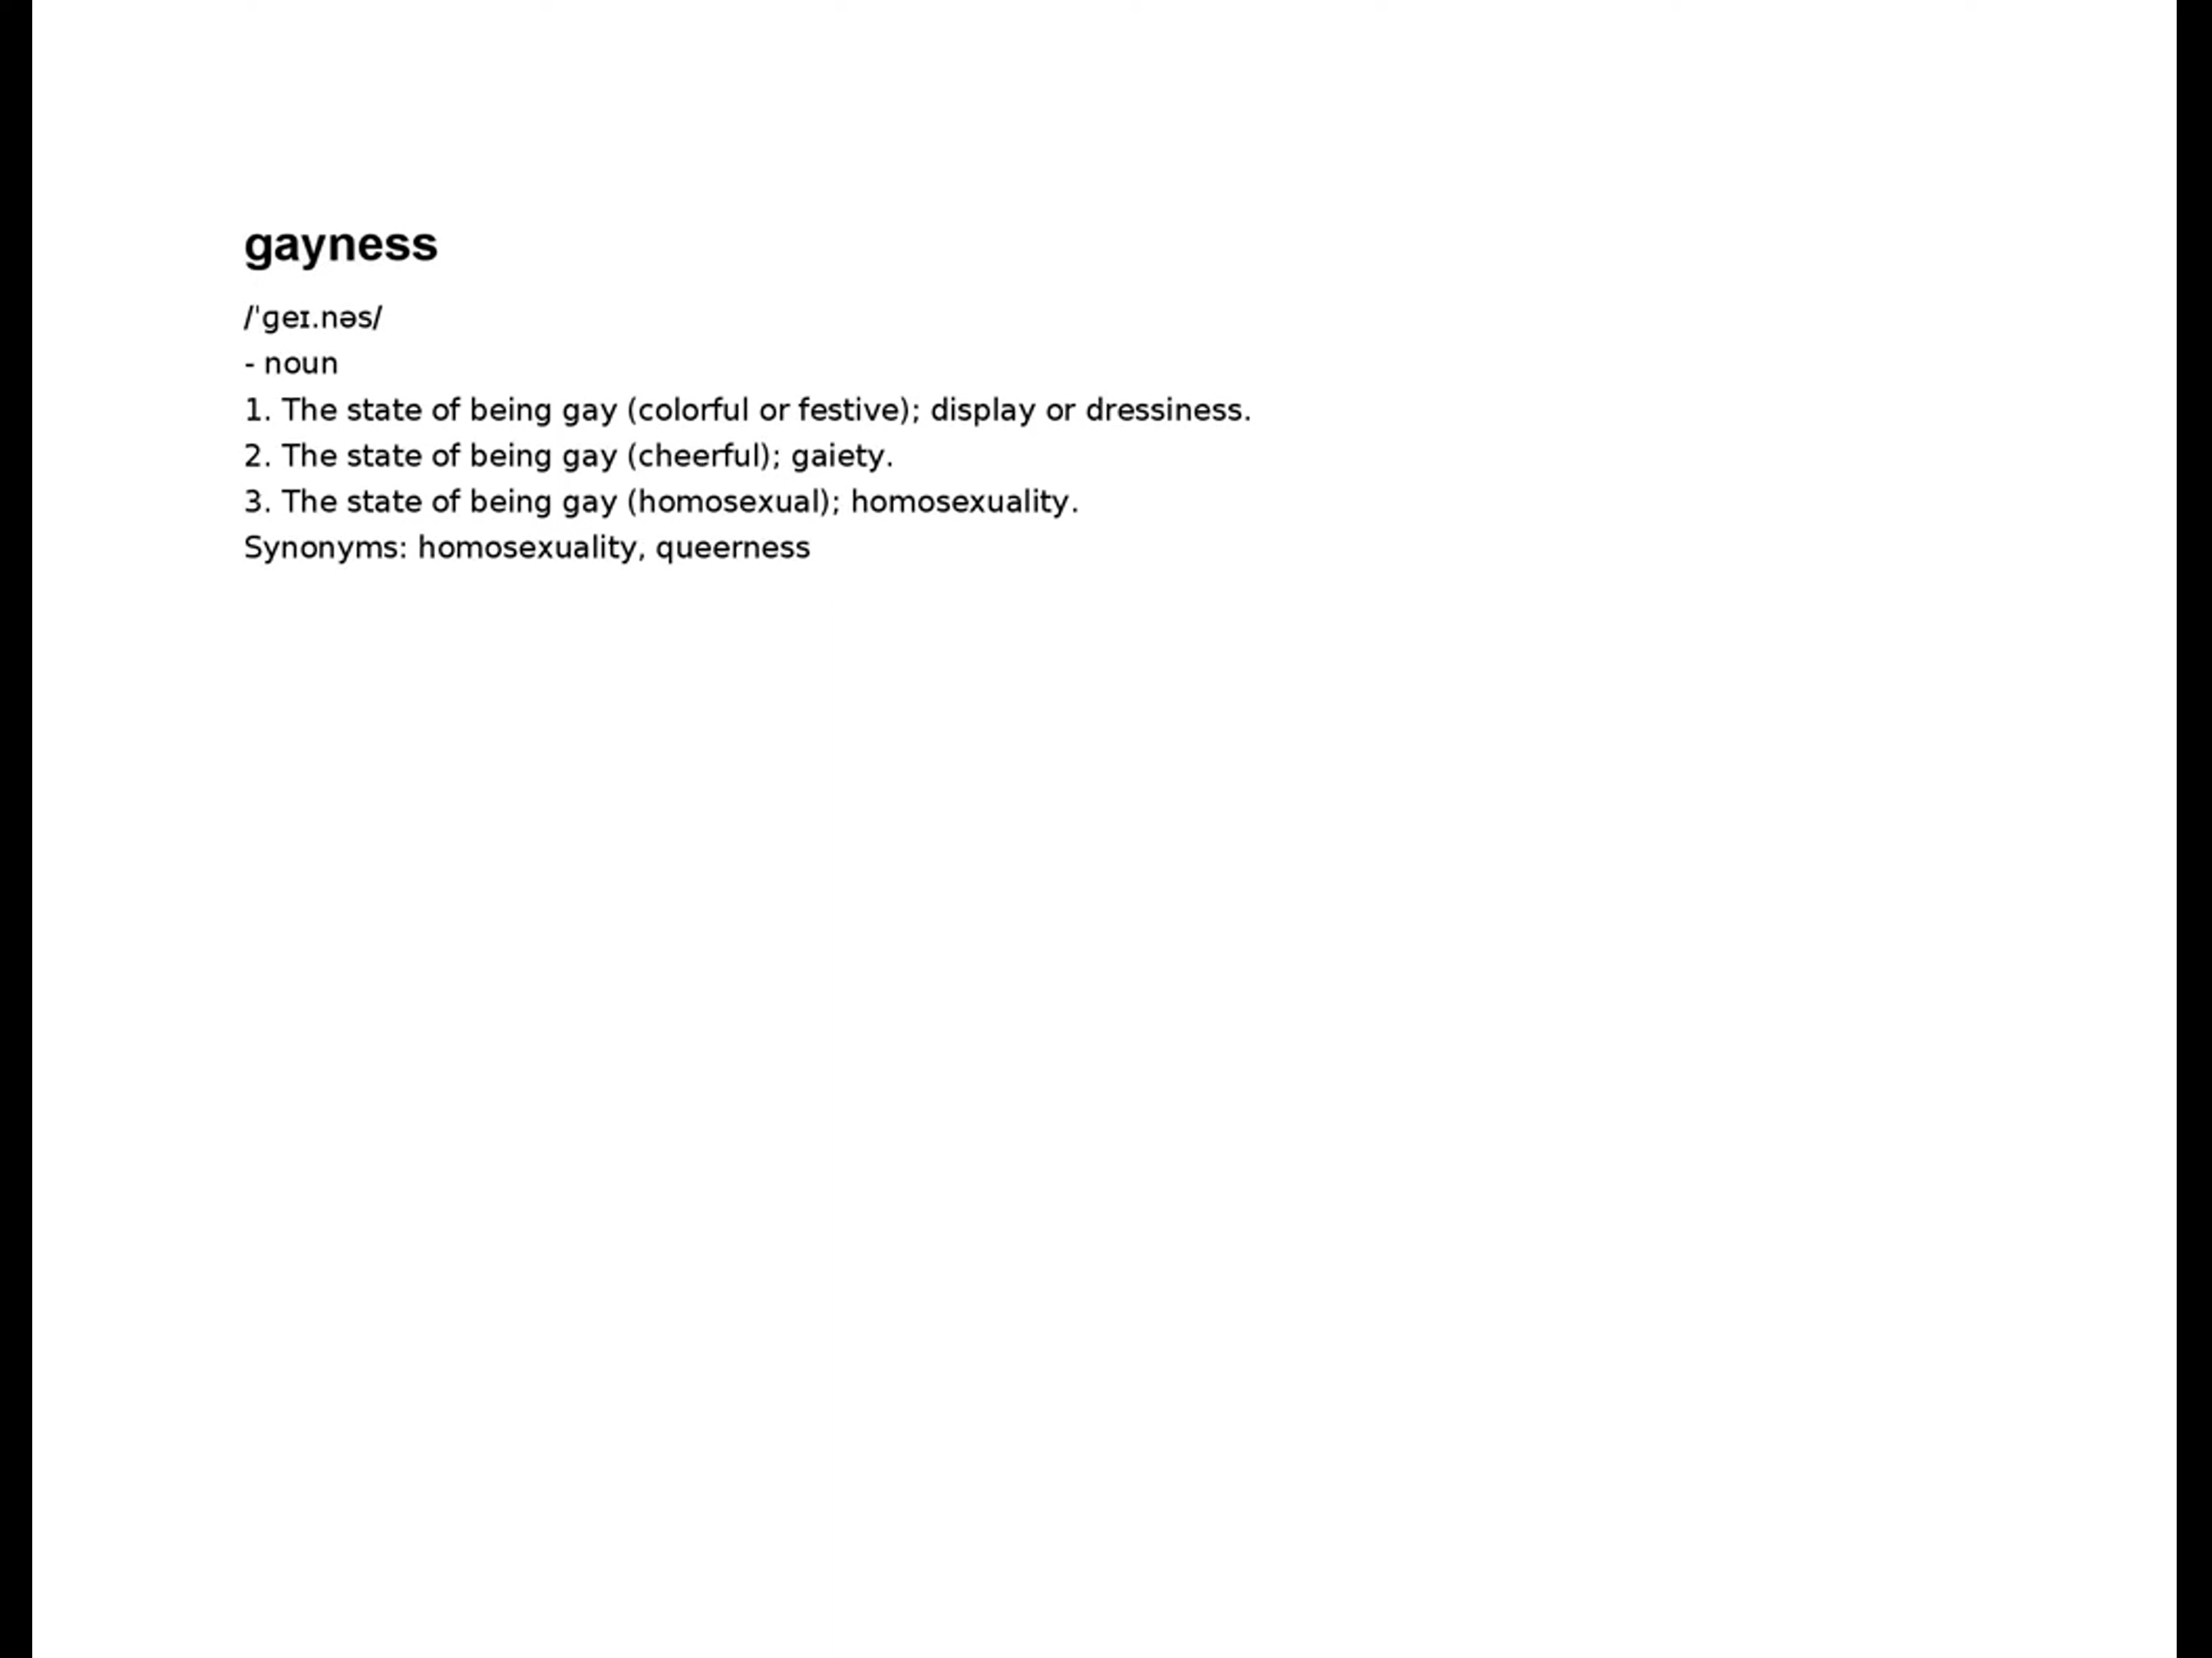 gayness
/ˈɡeɪ.nəs/
- noun
1. The state of being gay (colorful or festive); display or dressiness.
2. The state of being gay (cheerful); gaiety.
3. The state of being gay (homosexual); homosexuality.
Synonyms: homosexuality, queerness